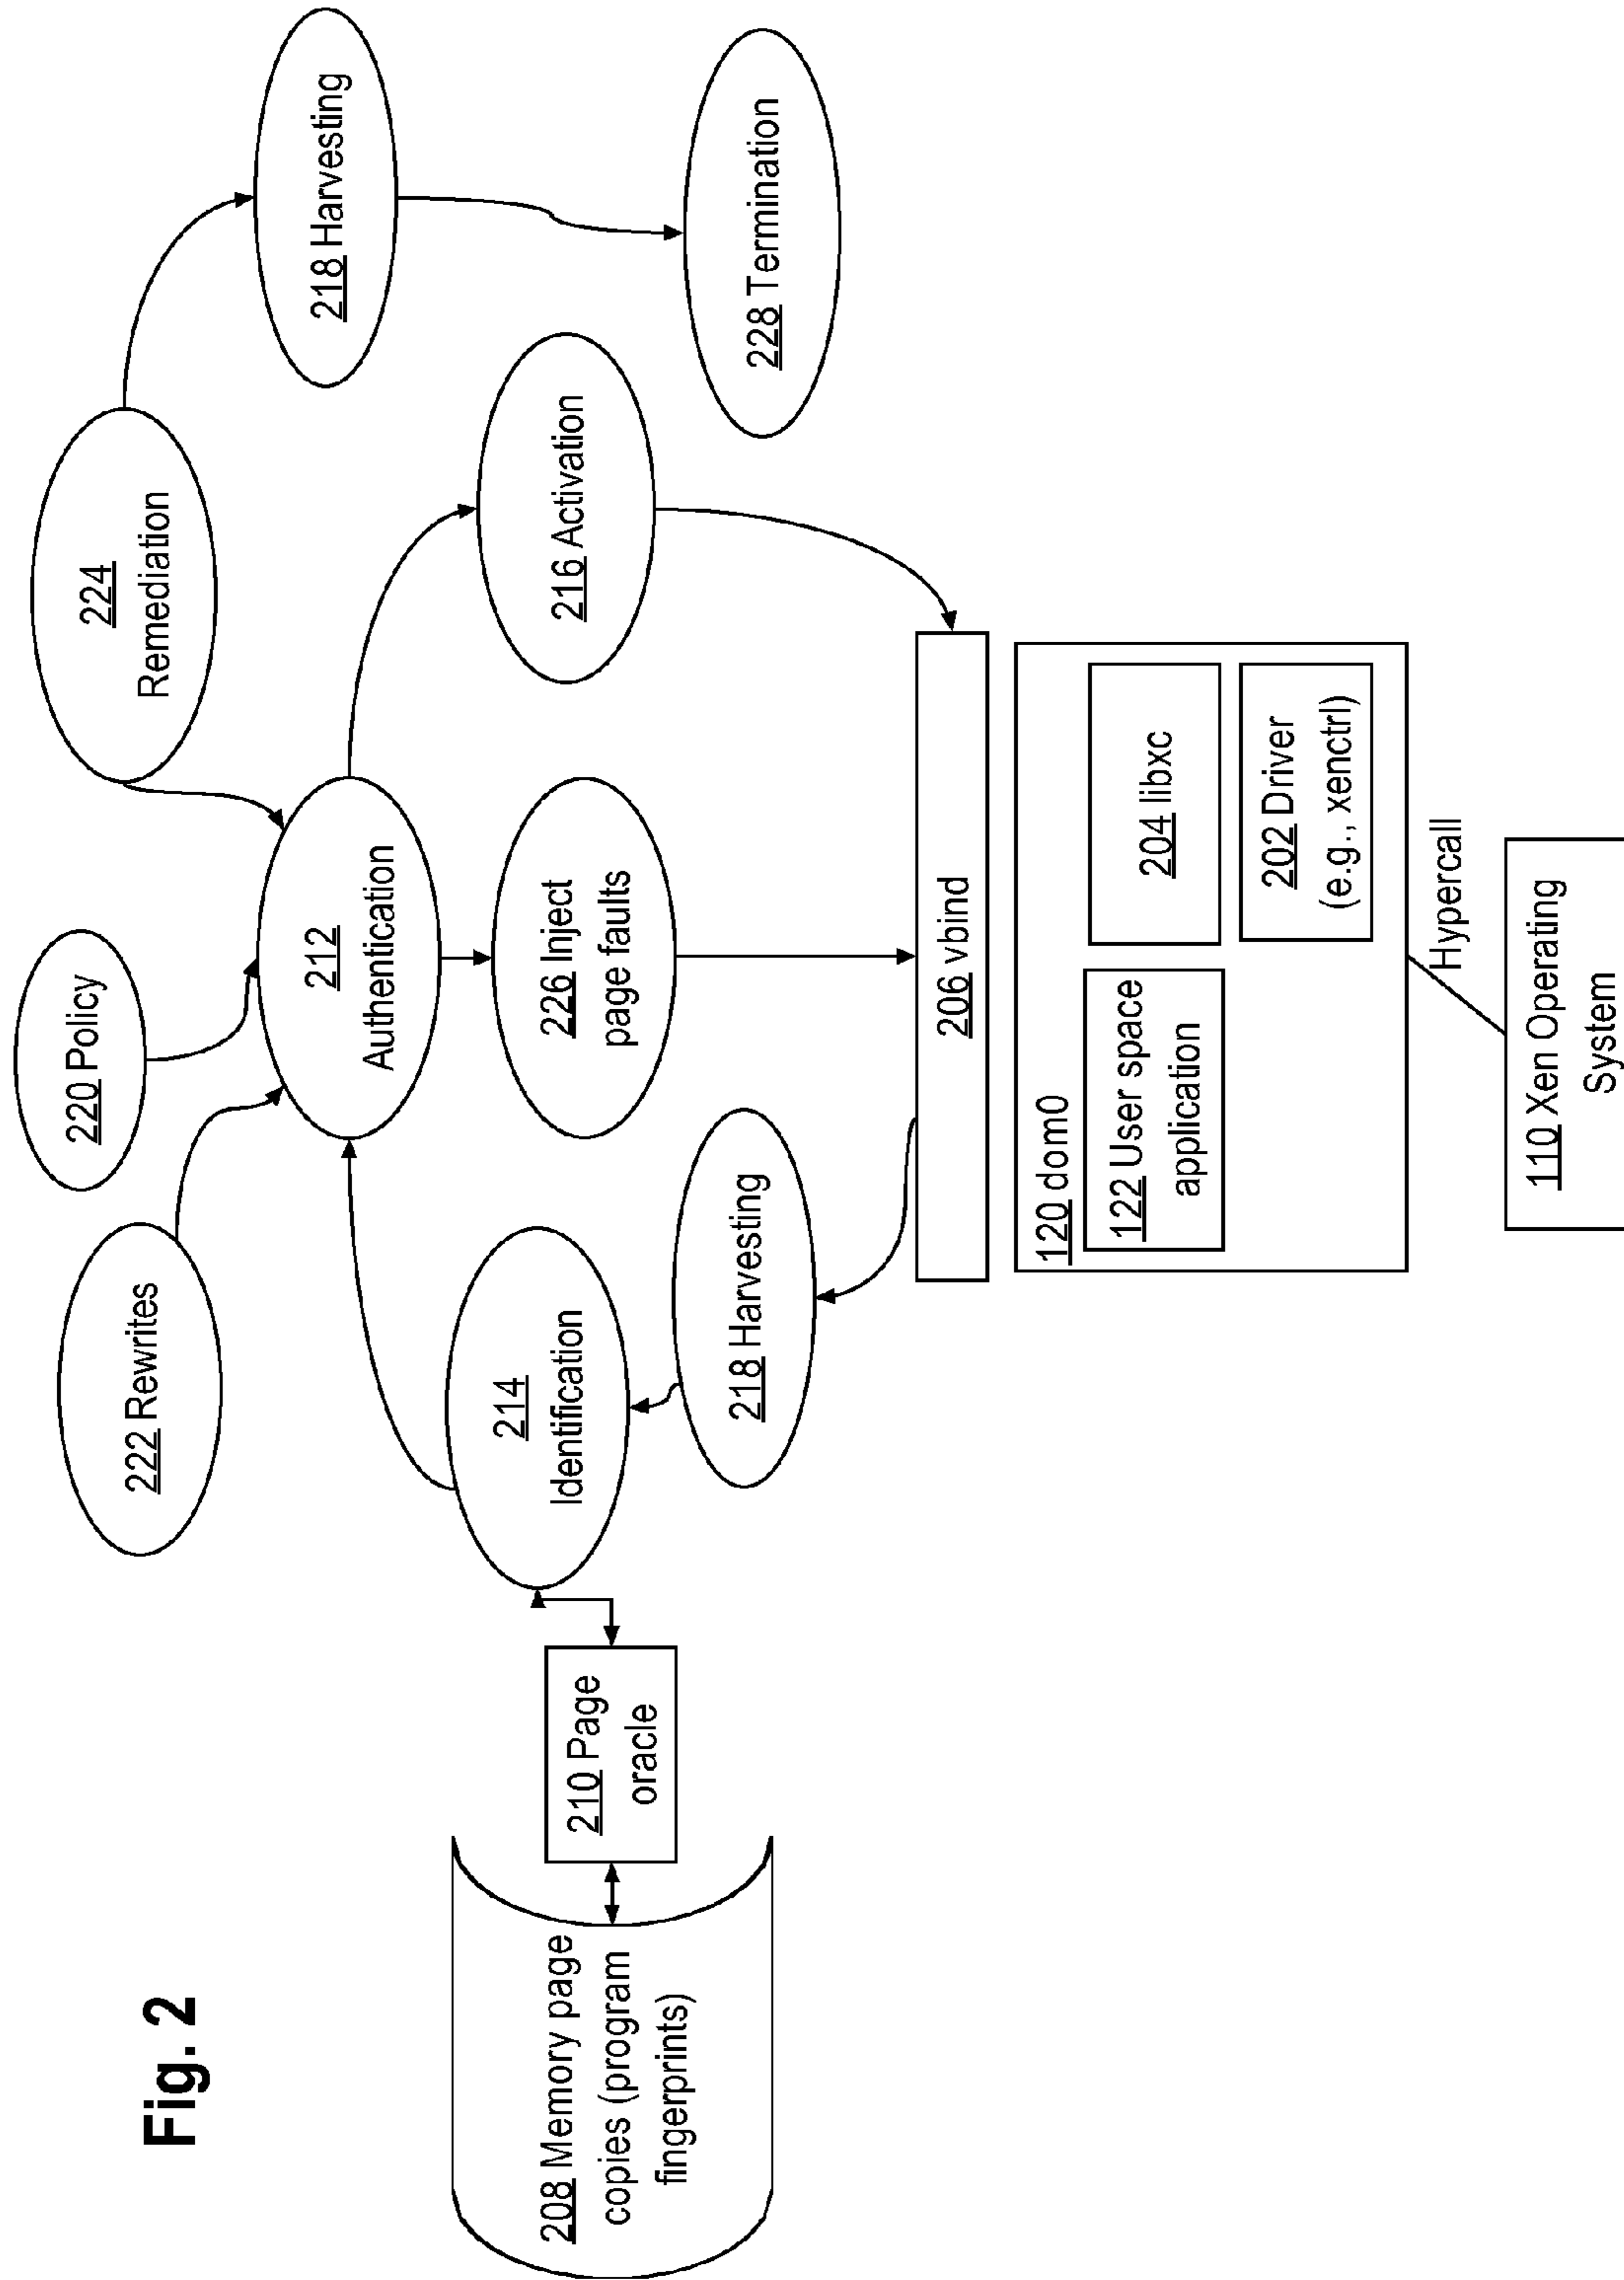 Fig. 2
220 Policy
222 Rewrites
224
Remediation
212
Authentication
218 Harvesting
214
Identification
226 Inject
page faults
216 Activation
208 Memory page
copies (program
fingerprints)
210 Page
oracle
218 Harvesting
228 Termination
206 vbind
120 dom0
122 User space
application
204 libxc
202 Driver
(e.g., xenctrl)
Hypercall
110 Xen Operating
System